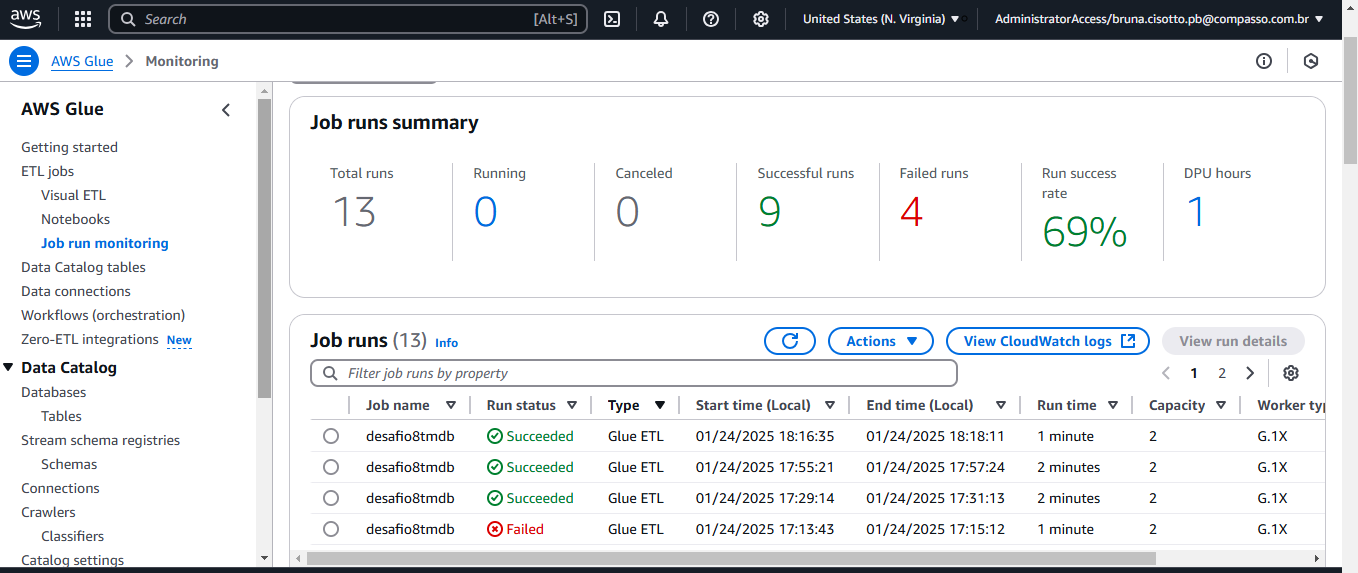 aws Search [Alt+S] United States (N. Virginia) AdministratorAccess/bruna.cisotto.pb@compasso.com.br
AWS Glue Monitoring
AWS Glue
Getting started
ETL jobs
Visual ETL
Notebooks
Job run monitoring
Data Catalog tables
Data connections
Workflows (orchestration)
Zero-ETL integrations New
Data Catalog
Databases
Tables
Stream schema registries
Schemas
Connections
Crawlers
Classifiers
Catalog settings
Job runs summary
Total runs
13
Running
0
Canceled
0
Successful runs
9
Failed runs
4
Run success
rate
69%
DPU hours
1
Job runs (13) Info Actions View CloudWatch logs View run details
Filter job runs by property 1 2
Job name Run status Type Start time (Local) End time (Local) Run time Capacity Worker typ
desafio8tmdb Succeeded Glue ETL 01/24/2025 18:16:35 01/24/2025 18:18:11 1 minute 2 G.1X
desafio8tmdb Succeeded Glue ETL 01/24/2025 17:55:21 01/24/2025 17:57:24 2 minutes 2 G.1X
desafio8tmdb Succeeded Glue ETL 01/24/2025 17:29:14 01/24/2025 17:31:13 2 minutes 2 G.1X
desafio8tmdb Failed Glue ETL 01/24/2025 17:13:43 01/24/2025 17:15:12 1 minute 2 G.1X